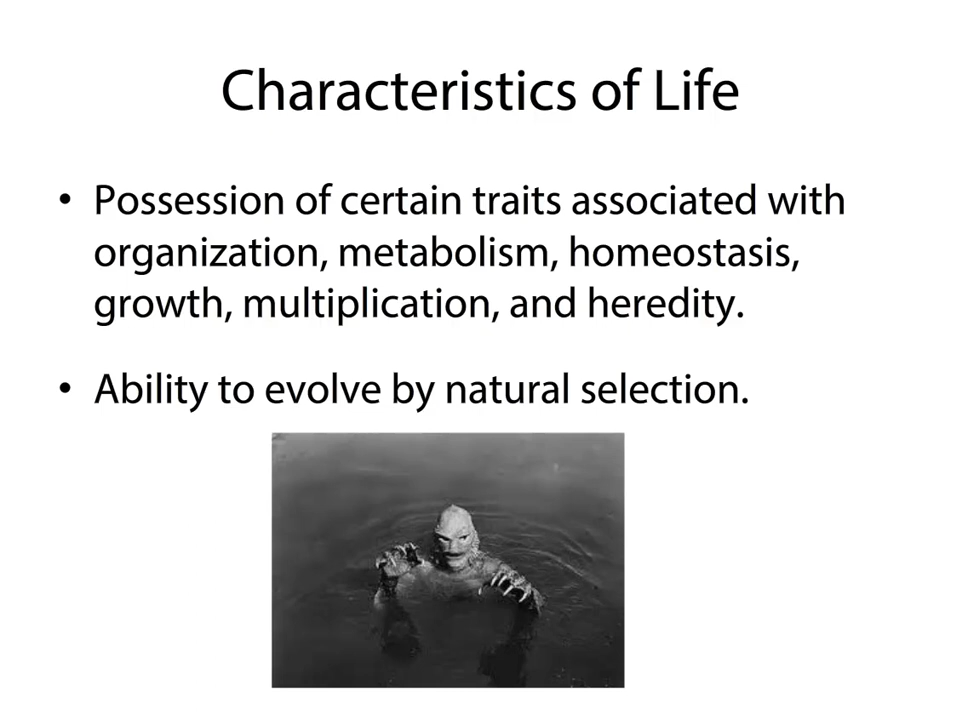 Characteristics of Life
• Possession of certain traits associated with
organization, metabolism, homeostasis,
growth, multiplication, and heredity.
• Ability to evolve by natural selection.